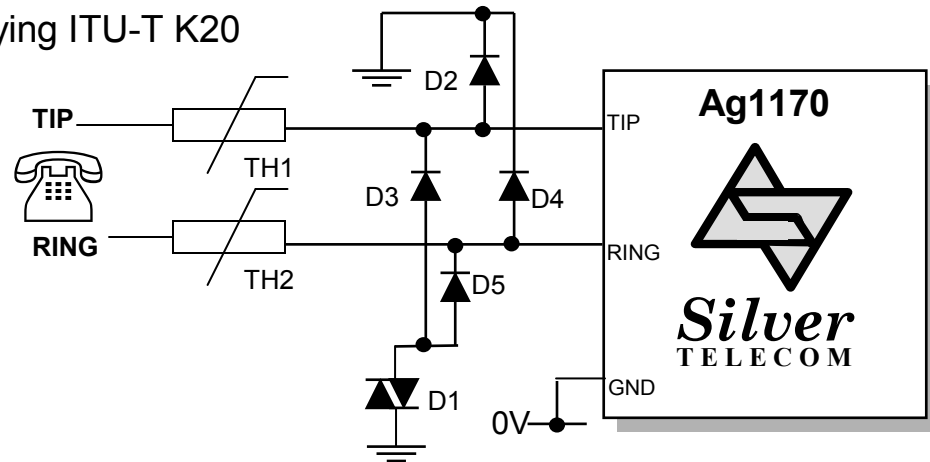 ying ITU-T K20
D2
Ag1170
TIP
TIP
TH1
D3
D4
RING
RING
TH2
D5
Silver
TELECOM
D1
GND
0V